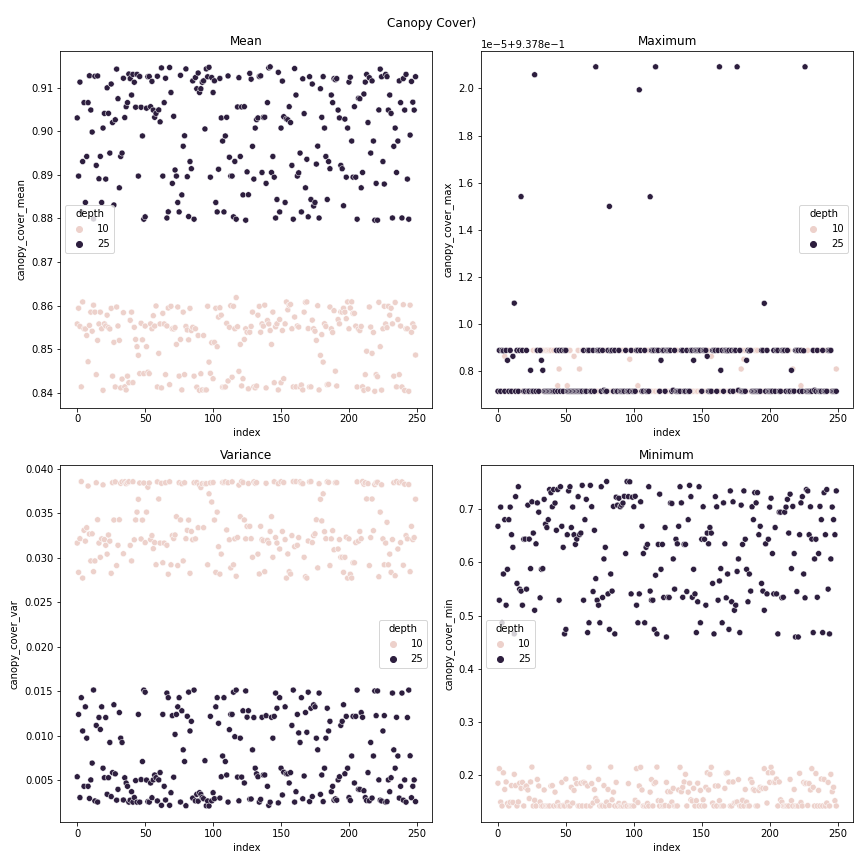 Canopy Cover)
Mean
canopy_cover_mean
0.91
0.90
0.89
0.88
0.87
0.86
0.85
0.84
depth
10
25
0 50 100 150 200 250
index
Maximum
1e−5+9.378e−1
canopy_cover_max
2.0
1.8
1.6
1.4
1.2
1.0
0.8
depth
10
25
0 50 100 150 200 250
index
Variance
canopy_cover_var
0.040
0.035
0.030
0.025
0.020
0.015
0.010
0.005
depth
10
25
0 50 100 150 200 250
index
Minimum
canopy_cover_min
0.7
0.6
0.5
0.4
0.3
0.2
depth
10
25
0 50 100 150 200 250
index